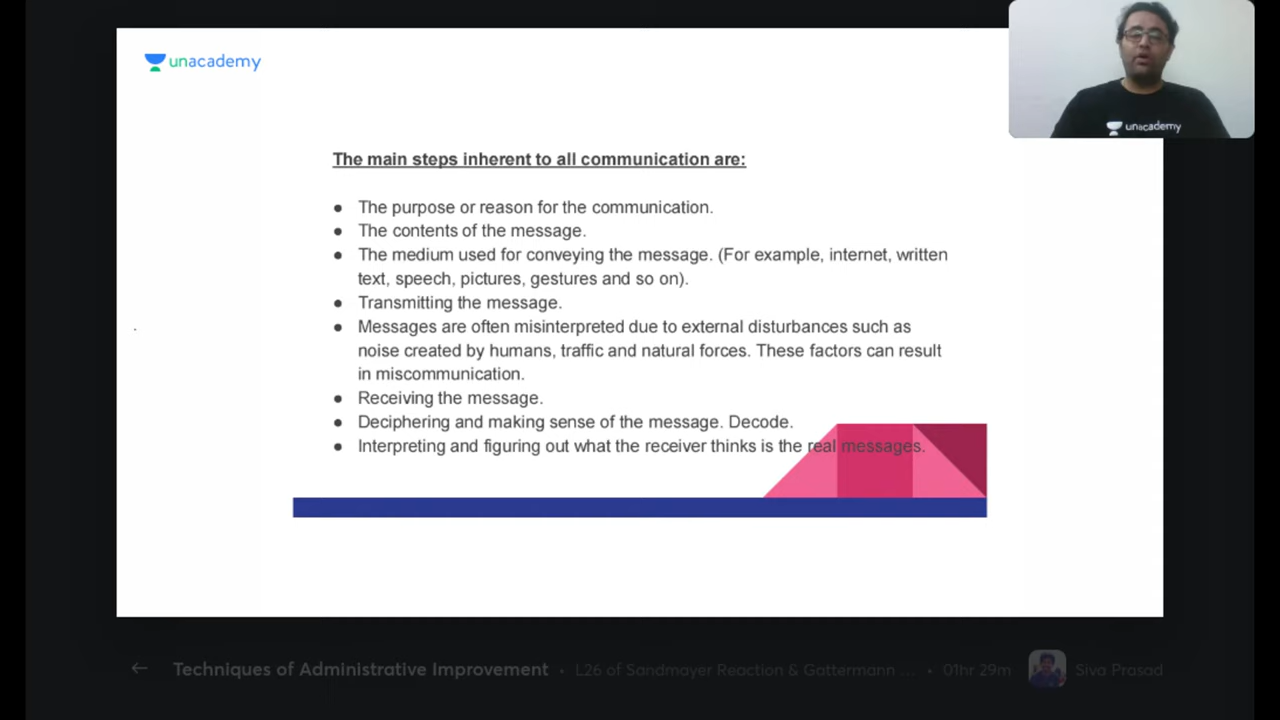 unacademy
unacademy
The main steps inherent to all communication are:
● The purpose or reason for the communication.
● The contents of the message.
● The medium used for conveying the message. (For example, internet, written
text, speech, pictures, gestures and so on).
● Transmitting the message.
● Messages are often misinterpreted due to external disturbances such as
noise created by humans, traffic and natural forces. These factors can result
in miscommunication.
● Receiving the message.
● Deciphering and making sense of the message. Decode.
● Interpreting and figuring out what the receiver thinks is the real messages.
Techniques of Administrative Improvement • L26 of Sandmayer Reaction & Gattermann ... • 01hr 29m Siva Prasad